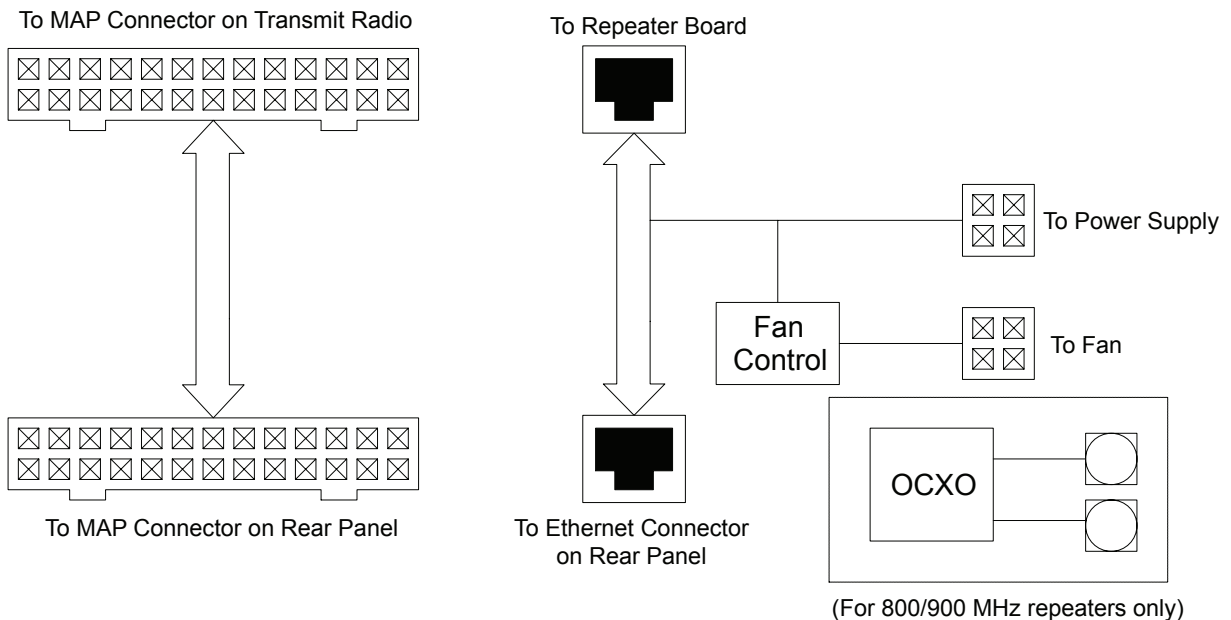 To MAP Connector on Transmit Radio
To Repeater Board
To Power Supply
Fan
Control
To Fan
OCXO
To MAP Connector on Rear Panel
To Ethernet Connector
on Rear Panel
(For 800/900 MHz repeaters only)